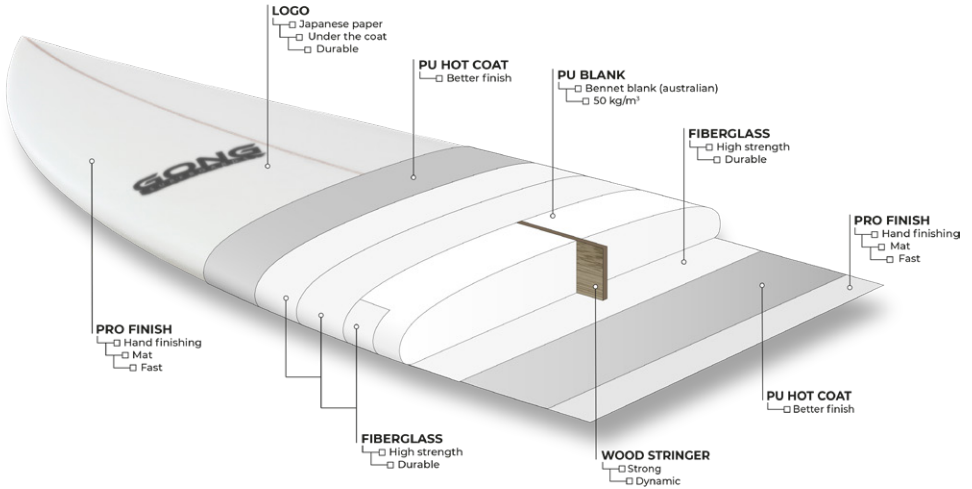 LOGO
Japanese paper
Under the coat
Durable
PU HOT COAT
Better finish
PU BLANK
Bennet blank (australian)
50 kg/m³
FIBERGLASS
High strength
Durable
PRO FINISH
Hand finishing
Mat
Fast
GONG
PRO FINISH
Hand finishing
Mat
Fast
FIBERGLASS
High strength
Durable
WOOD STRINGER
Strong
Dynamic
PU HOT COAT
Better finish